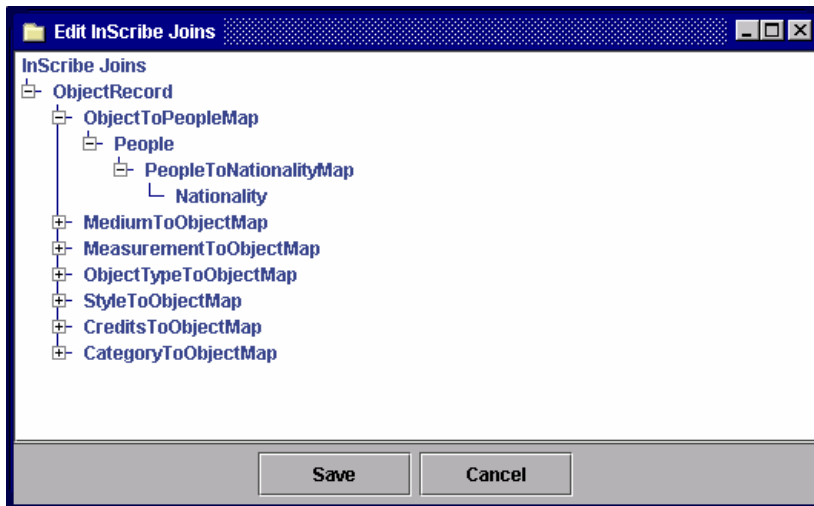 Edit InScribe Joins
InScribe Joins
ObjectRecord
ObjectToPeopleMap
People
PeopleToNationalityMap
Nationality
MediumToObjectMap
MeasurementToObjectMap
ObjectTypeToObjectMap
StyleToObjectMap
CreditsToObjectMap
CategoryToObjectMap
Save Cancel